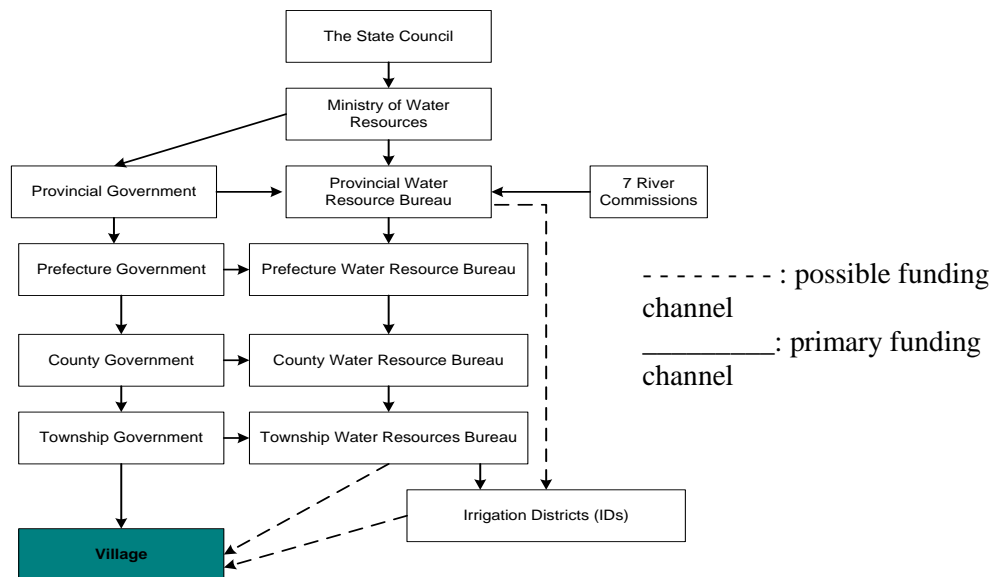 The State Council
Ministry of Water
Resources
Provincial Government
Provincial Water
Resource Bureau
7 River
Commissions
Prefecture Government
Prefecture Water Resource Bureau
- - - - - - - - : possible funding
channel
_________: primary funding
channel
County Government
County Water Resource Bureau
Township Government
Township Water Resources Bureau
Irrigation Districts (IDs)
Village